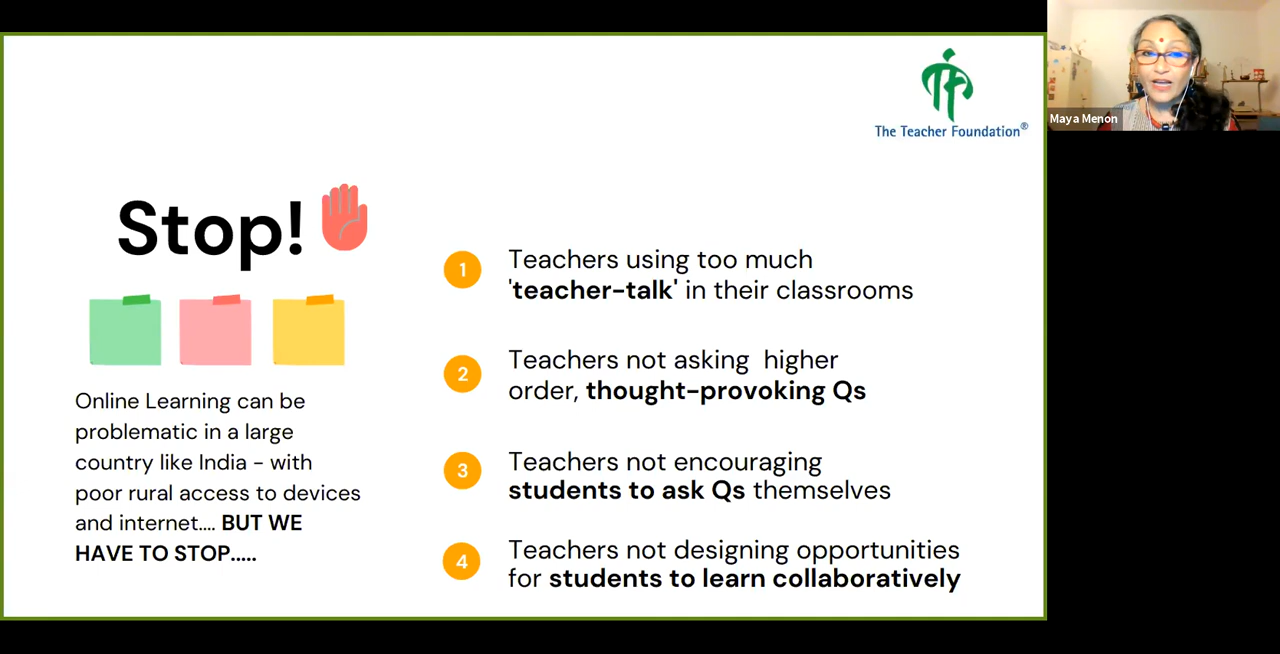 The Teacher Foundation®
Maya Menon
Stop!
Online Learning can be
problematic in a large
country like India - with
poor rural access to devices
and internet.... BUT WE
HAVE TO STOP.....
1
Teachers using too much
'teacher-talk' in their classrooms
2
Teachers not asking higher
order, thought-provoking Qs
3
Teachers not encouraging
students to ask Qs themselves
4
Teachers not designing opportunities
for students to learn collaboratively